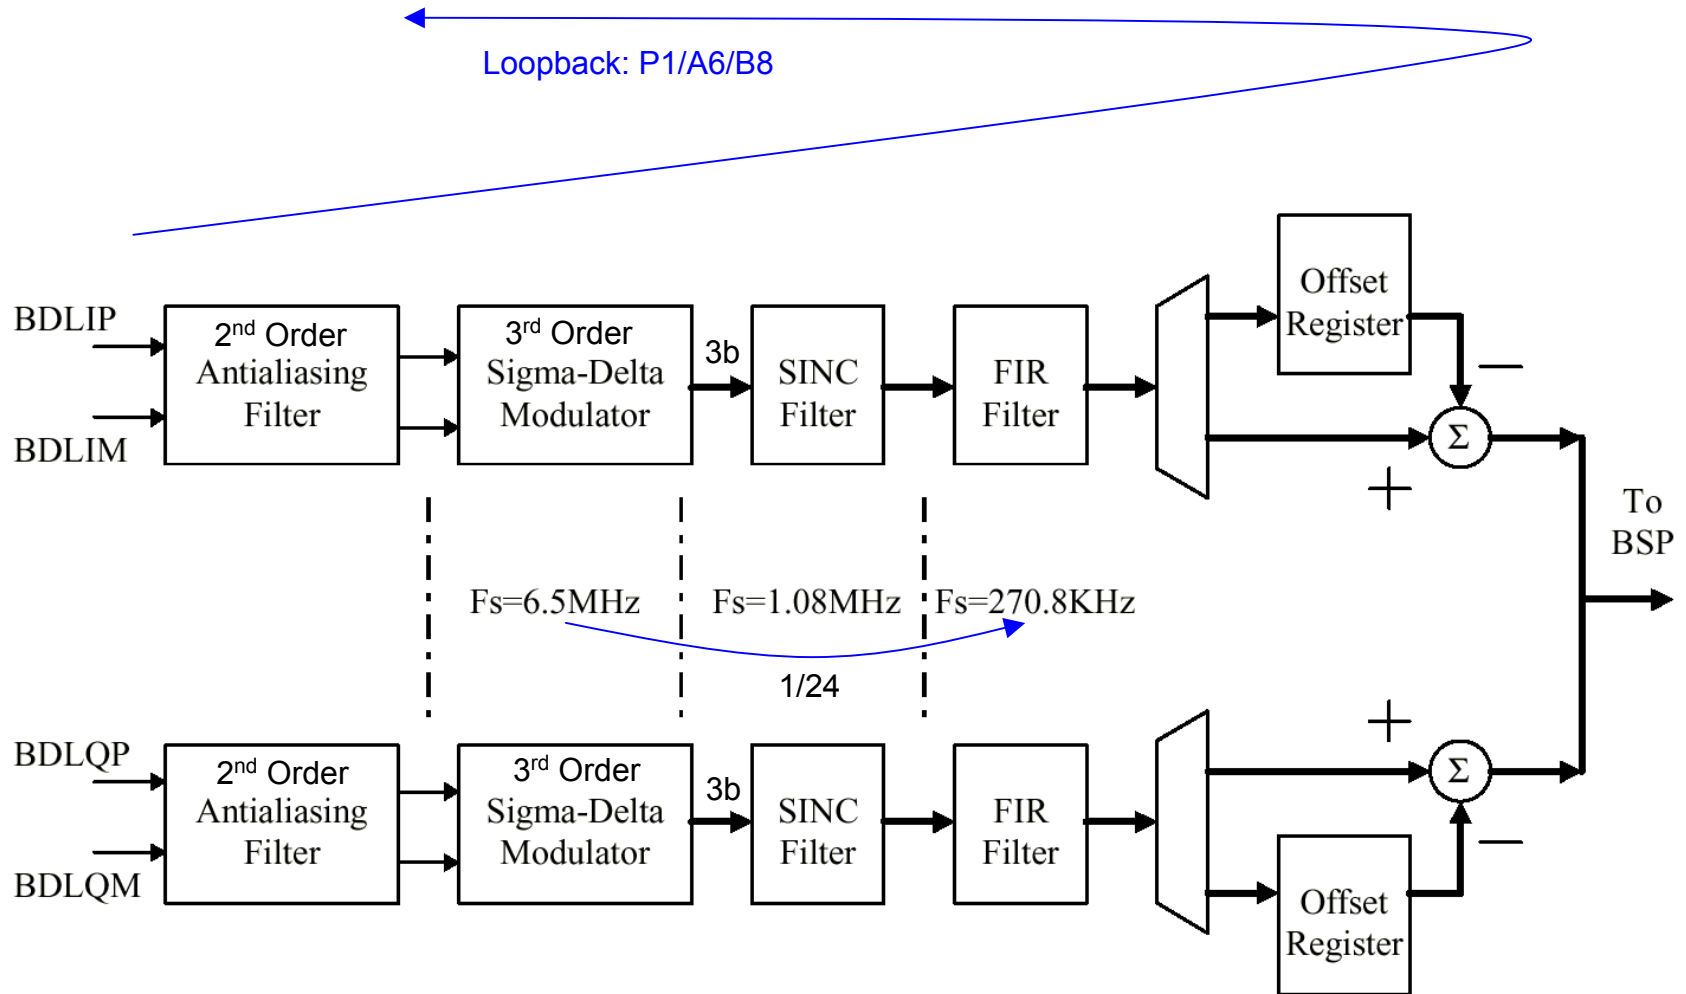 Loopback: P1/A6/B8
BDLIP
BDLIM
2nd Order
Antialiasing
Filter
3rd Order
Sigma-Delta
Modulator
3b
SINC
Filter
FIR
Filter
Offset
Register
—
Σ
+
To
BSP
Fs=6.5MHz
Fs=1.08MHz
Fs=270.8KHz
1/24
BDLQP
BDLQM
2nd Order
Antialiasing
Filter
3rd Order
Sigma-Delta
Modulator
3b
SINC
Filter
FIR
Filter
+
Σ
—
Offset
Register